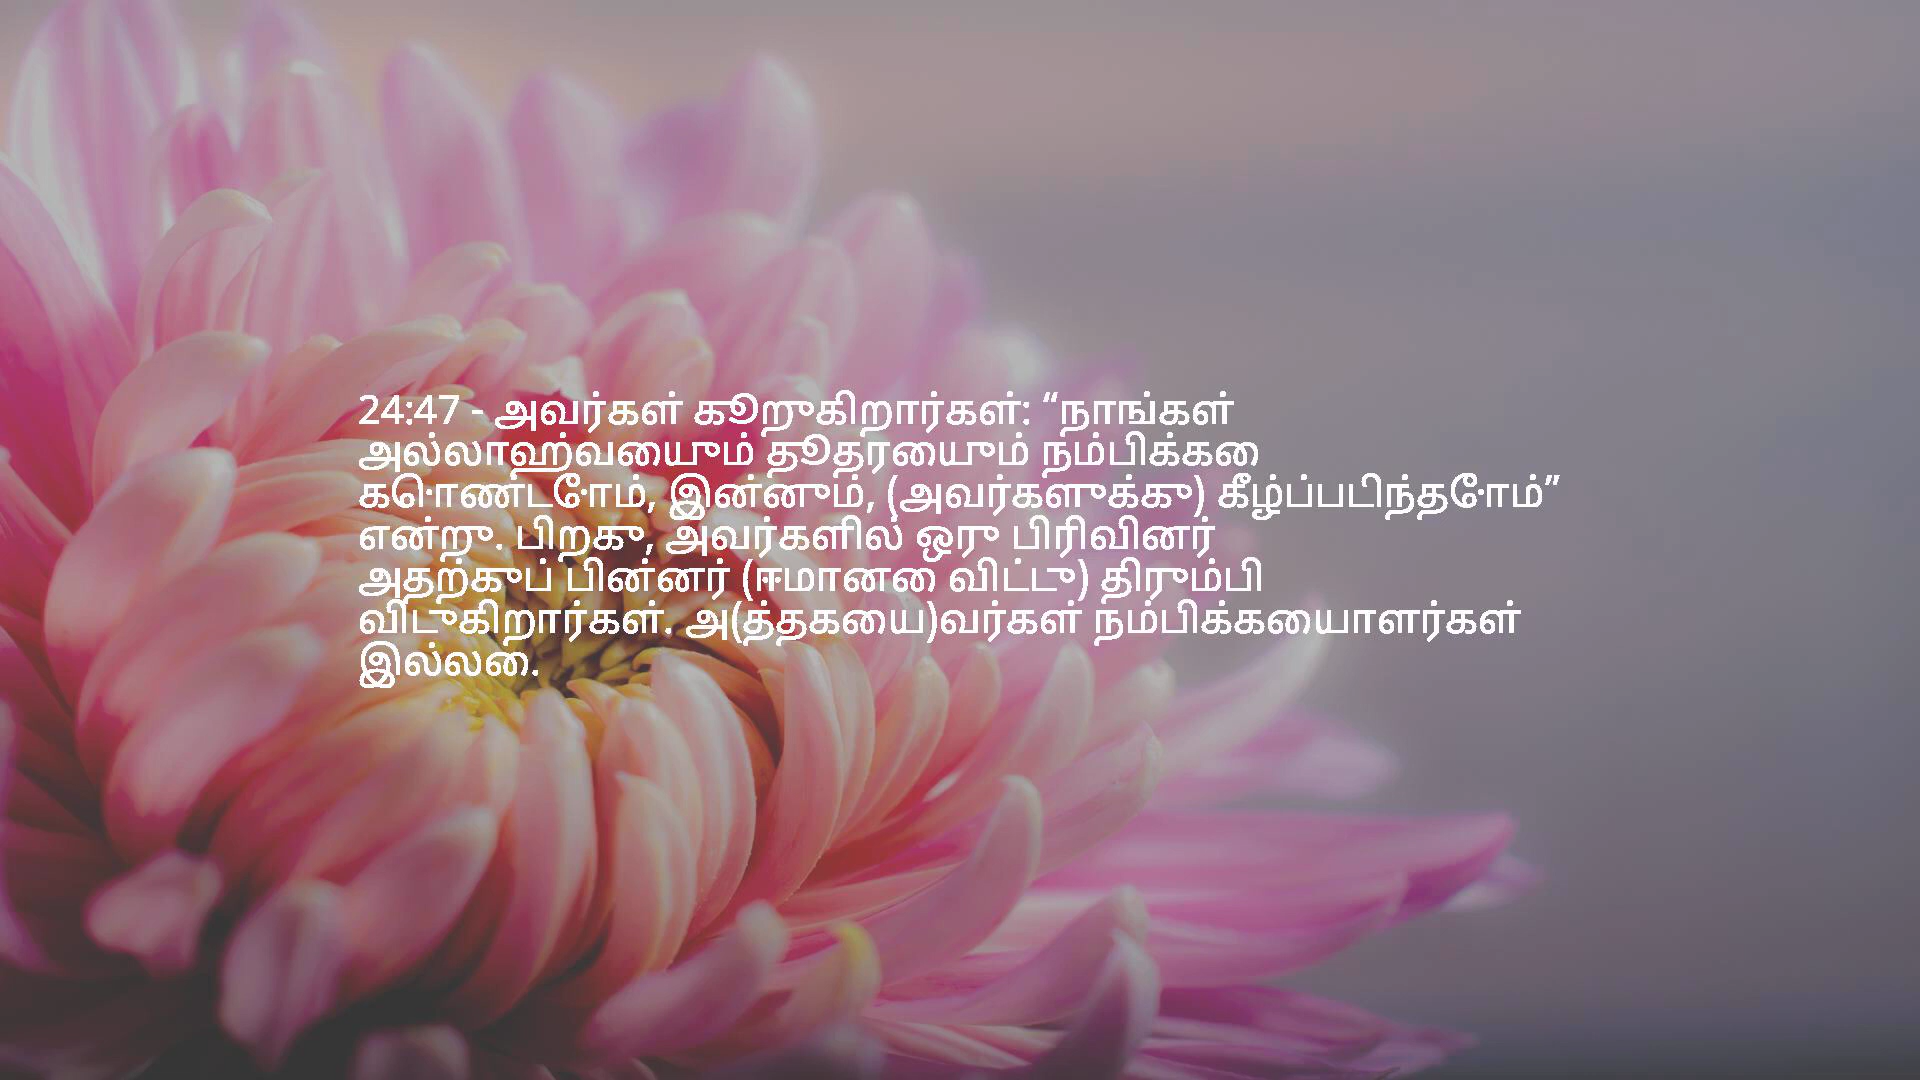 24:47 - அவர்கள் கூறுகிறார்கள்: “நாங்கள்
அல்லாஹ்வையும் தூதரையும் நம்பிக்கை
கொண்டோம், இன்னும், (அவர்களுக்கு) கீழ்ப்படிந்தோம்”
என்று. பிறகு, அவர்களில் ஒரு பிரிவினர்
அதற்குப் பின்னர் (ஈமானை விட்டு) திரும்பி
விடுகிறார்கள். அ(த்தகைய)வர்கள் நம்பிக்கையாளர்கள்
இல்லை.